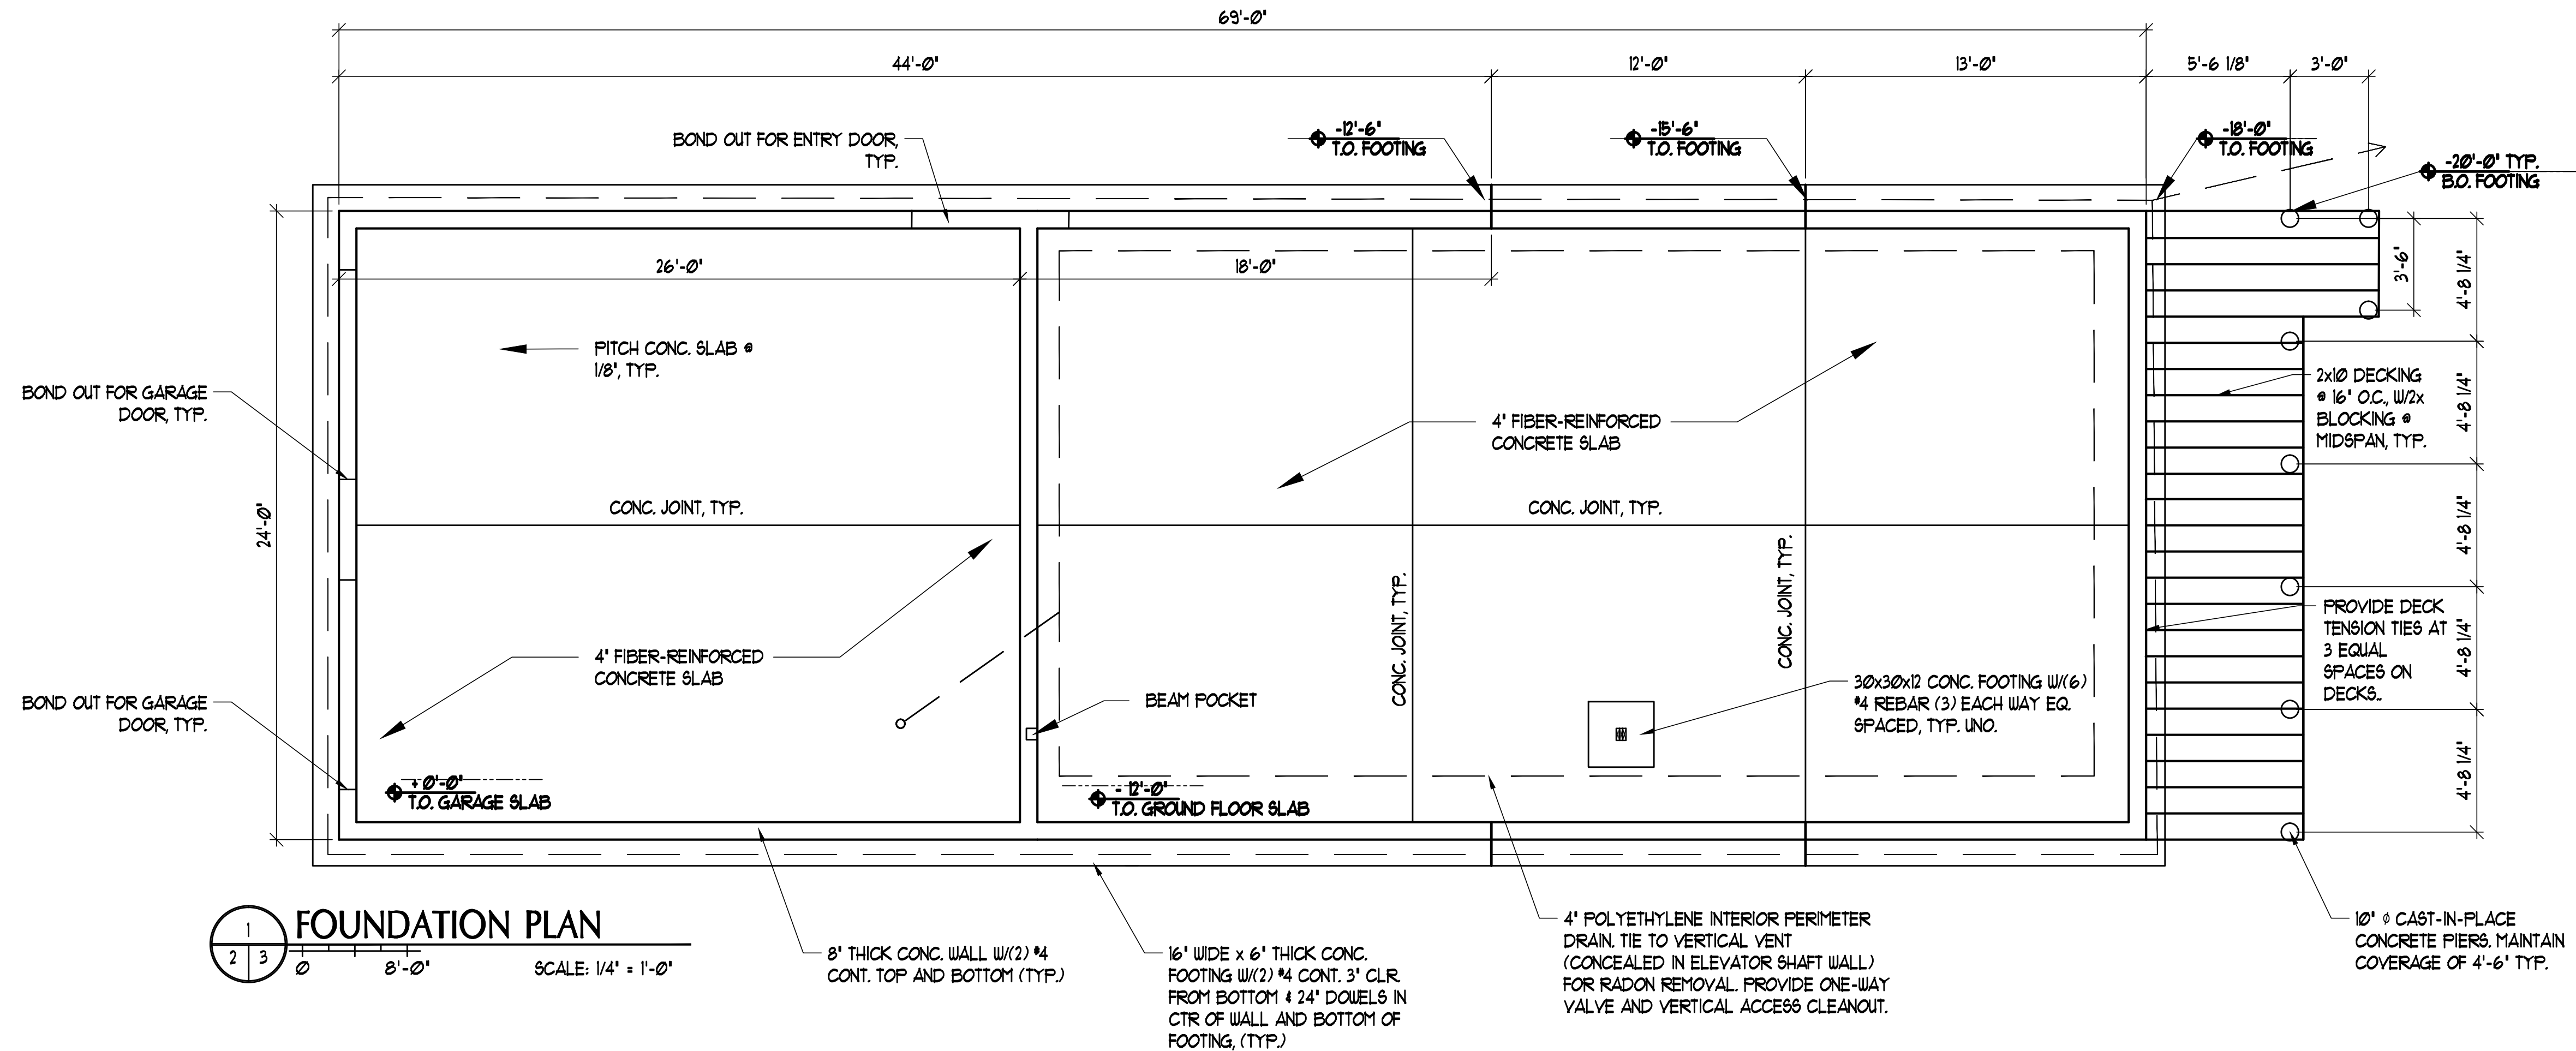 69'-0"
44'-0"
12'-0"
13'-0"
5'-6 1/8"
3'-0"
BOND OUT FOR ENTRY DOOR,
TYP.
-12'-6"
T.O. FOOTING
-15'-6"
T.O. FOOTING
-18'-0"
T.O. FOOTING
-20'-0" TYP.
B.O. FOOTING
26'-0"
18'-0"
3'-6"
4'-8 1/4"
4'-8 1/4"
4'-8 1/4"
4'-8 1/4"
4'-8 1/4"
24'-0"
PITCH CONC. SLAB @
1/8", TYP.
BOND OUT FOR GARAGE
DOOR, TYP.
4" FIBER-REINFORCED
CONCRETE SLAB
2x10 DECKING
@ 16" O.C., W/2x
BLOCKING @
MIDSPAN, TYP.
CONC. JOINT, TYP.
CONC. JOINT, TYP.
CONC. JOINT, TYP.
CONC. JOINT, TYP.
PROVIDE DECK
TENSION TIES AT
3 EQUAL
SPACES ON
DECKS..
4" FIBER-REINFORCED
CONCRETE SLAB
BOND OUT FOR GARAGE
DOOR, TYP.
BEAM POCKET
30x30x12 CONC. FOOTING W/(6)
#4 REBAR (3) EACH WAY EQ.
SPACED, TYP. UNO.
+ 0'-0"
T.O. GARAGE SLAB
- 12'-0"
T.O. GROUND FLOOR SLAB
1
2 3
FOUNDATION PLAN
0 8'-0" SCALE: 1/4" = 1'-0"
8" THICK CONC. WALL W/(2) #4
CONT. TOP AND BOTTOM (TYP.)
16" WIDE x 6" THICK CONC.
FOOTING W/(2) #4 CONT. 3" CLR.
FROM BOTTOM & 24" DOWELS IN
CTR OF WALL AND BOTTOM OF
FOOTING, (TYP.)
4" POLYETHYLENE INTERIOR PERIMETER
DRAIN. TIE TO VERTICAL VENT
(CONCEALED IN ELEVATOR SHAFT WALL)
FOR RADON REMOVAL. PROVIDE ONE-WAY
VALVE AND VERTICAL ACCESS CLEANOUT.
10" ϕ CAST-IN-PLACE
CONCRETE PIERS. MAINTAIN
COVERAGE OF 4'-6" TYP.